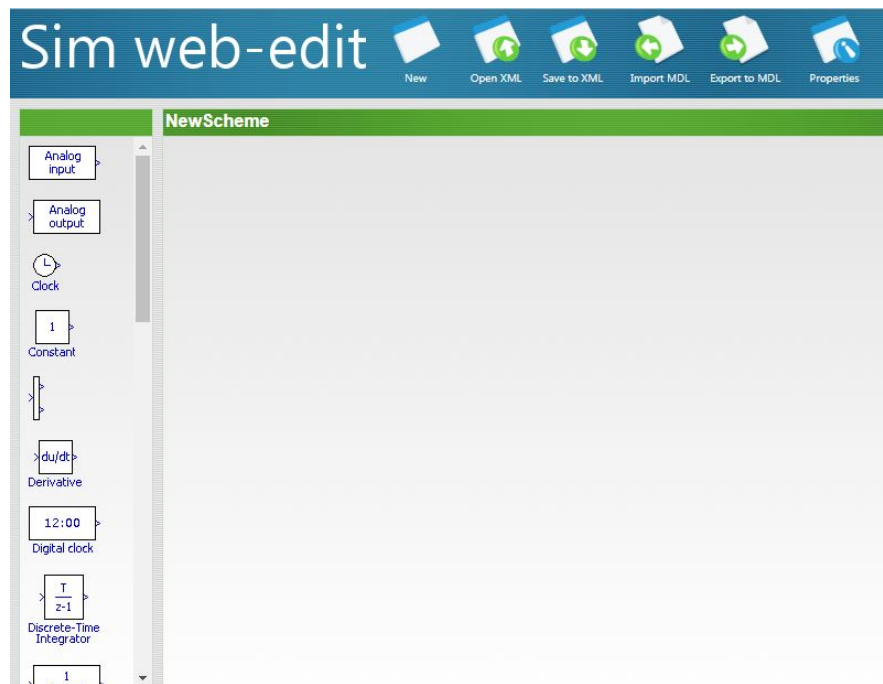 Sim web-edit
New
Open XML
Save to XML
Import MDL
Export to MDL
Properties
NewScheme
Analog
input
Analog
output
Clock
1
Constant
du/dt
Derivative
12:00
Digital clock
T
z-1
Discrete-Time
Integrator
1